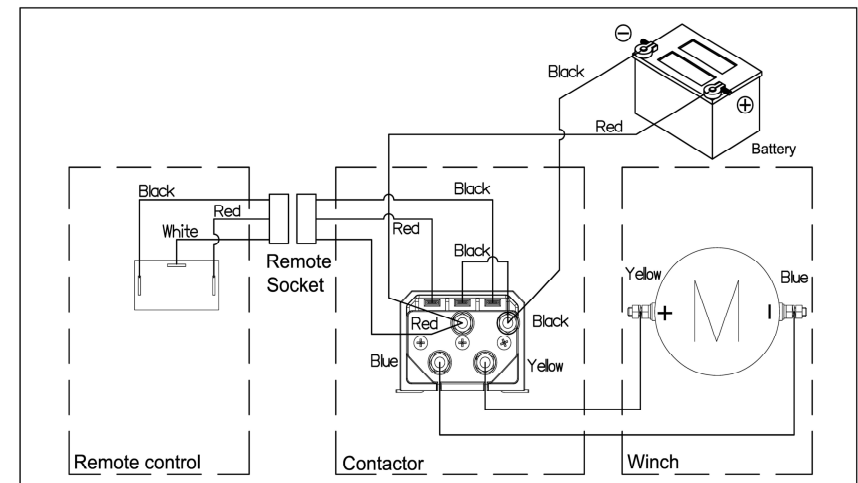 ⊖
Black
⊕
Red
Battery
Black
Red
White
Remote
Socket
Black
Red
Black
Red
Black
Blue
Yellow
Yellow
Blue
+
M
-
Remote control
Contactor
Winch